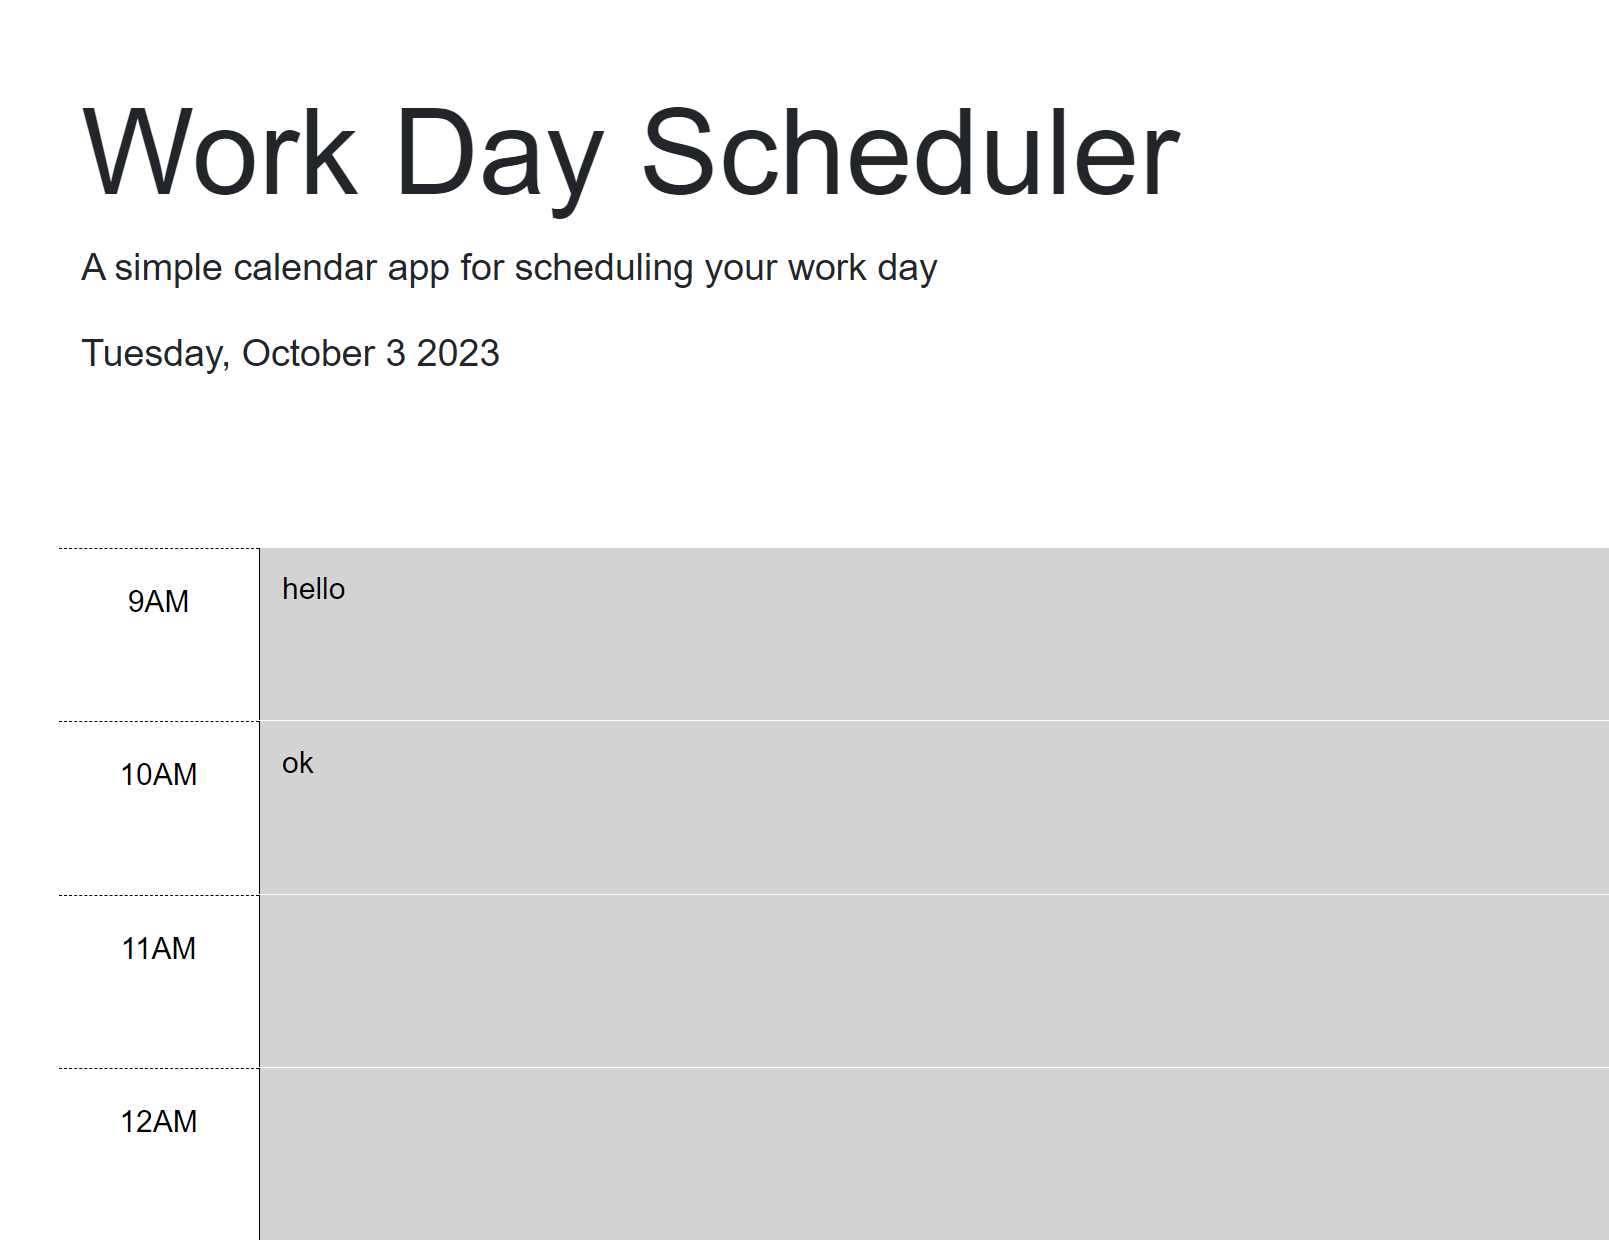 Work Day Scheduler
A simple calendar app for scheduling your work day
Tuesday, October 3 2023
9AM
hello
10AM
ok
11AM
12AM